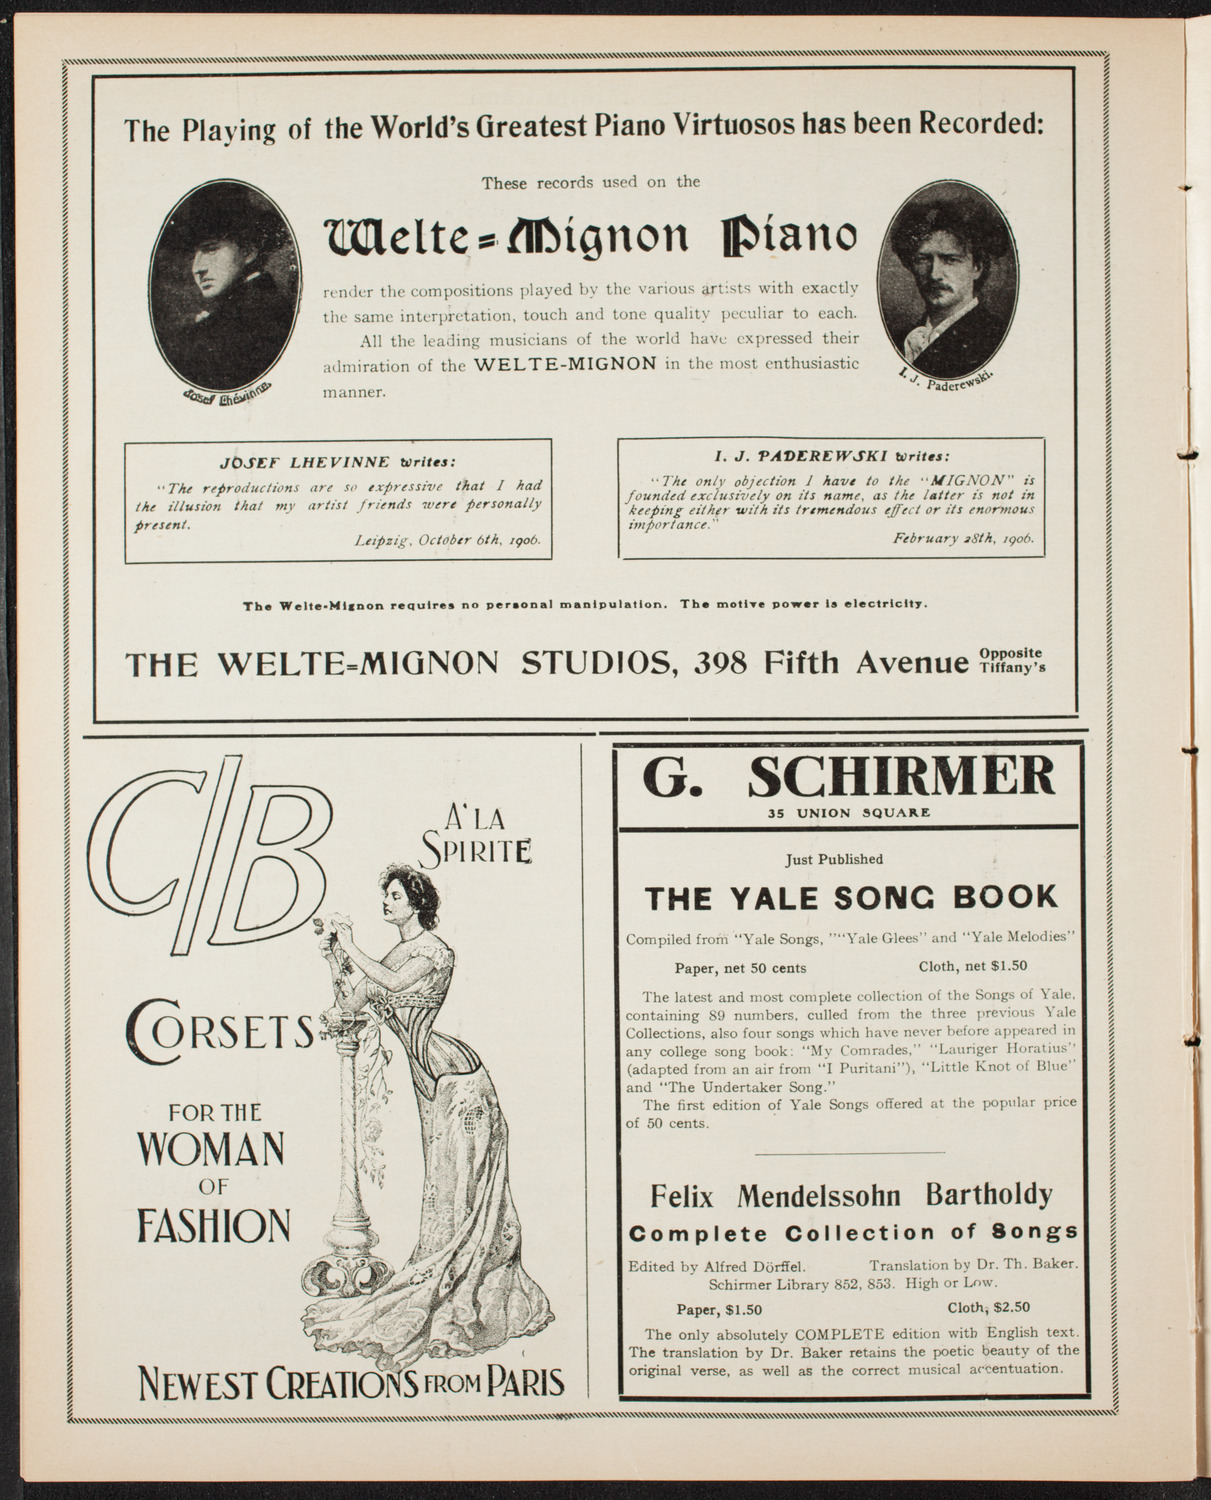 The Playing of the World's Greatest Piano Virtuosos has been Recorded:
These records used on the
Welte=Mignon Piano
render the compositions played by the various artists with exactly
the same interpretation, touch and tone quality peculiar to each.
All the leading musicians of the world have expressed their
admiration of the WELTE-MIGNON in the most enthusiastic
manner.
Josef Lhévinne.
I. J. Paderewski.
JOSEF LHEVINNE writes:
"The reproductions are so expressive that I had
the illusion that my artist friends were personally
present.
Leipzig, October 6th, 1906.
I. J. PADEREWSKI writes:
"The only objection I have to the "MIGNON" is
founded exclusively on its name, as the latter is not in
keeping either with its tremendous effect or its enormous
importance."
February 28th, 1906.
The Welte-Mignon requires no personal manipulation. The motive power is electricity.
THE WELTE=MIGNON STUDIOS, 398 Fifth Avenue Opposite
Tiffany's
C/B
A' LA
SPIRITE
CORSETS
FOR THE
WOMAN
OF
FASHION
NEWEST CREATIONS FROM PARIS
G. SCHIRMER
35 UNION SQUARE
Just Published
THE YALE SONG BOOK
Compiled from "Yale Songs, ""Yale Glees" and "Yale Melodies"
Paper, net 50 cents Cloth, net $1.50
The latest and most complete collection of the Songs of Yale,
containing 89 numbers, culled from the three previous Yale
Collections, also four songs which have never before appeared in
any college song book: "My Comrades," "Lauriger Horatius"
(adapted from an air from "I Puritani"), "Little Knot of Blue"
and "The Undertaker Song."
The first edition of Yale Songs offered at the popular price
of 50 cents.
Felix Mendelssohn Bartholdy
Complete Collection of Songs
Edited by Alfred Dörffel. Translation by Dr. Th. Baker.
Schirmer Library 852, 853. High or Low.
Paper, $1.50 Cloth, $2.50
The only absolutely COMPLETE edition with English text.
The translation by Dr. Baker retains the poetic beauty of the
original verse, as well as the correct musical accentuation.